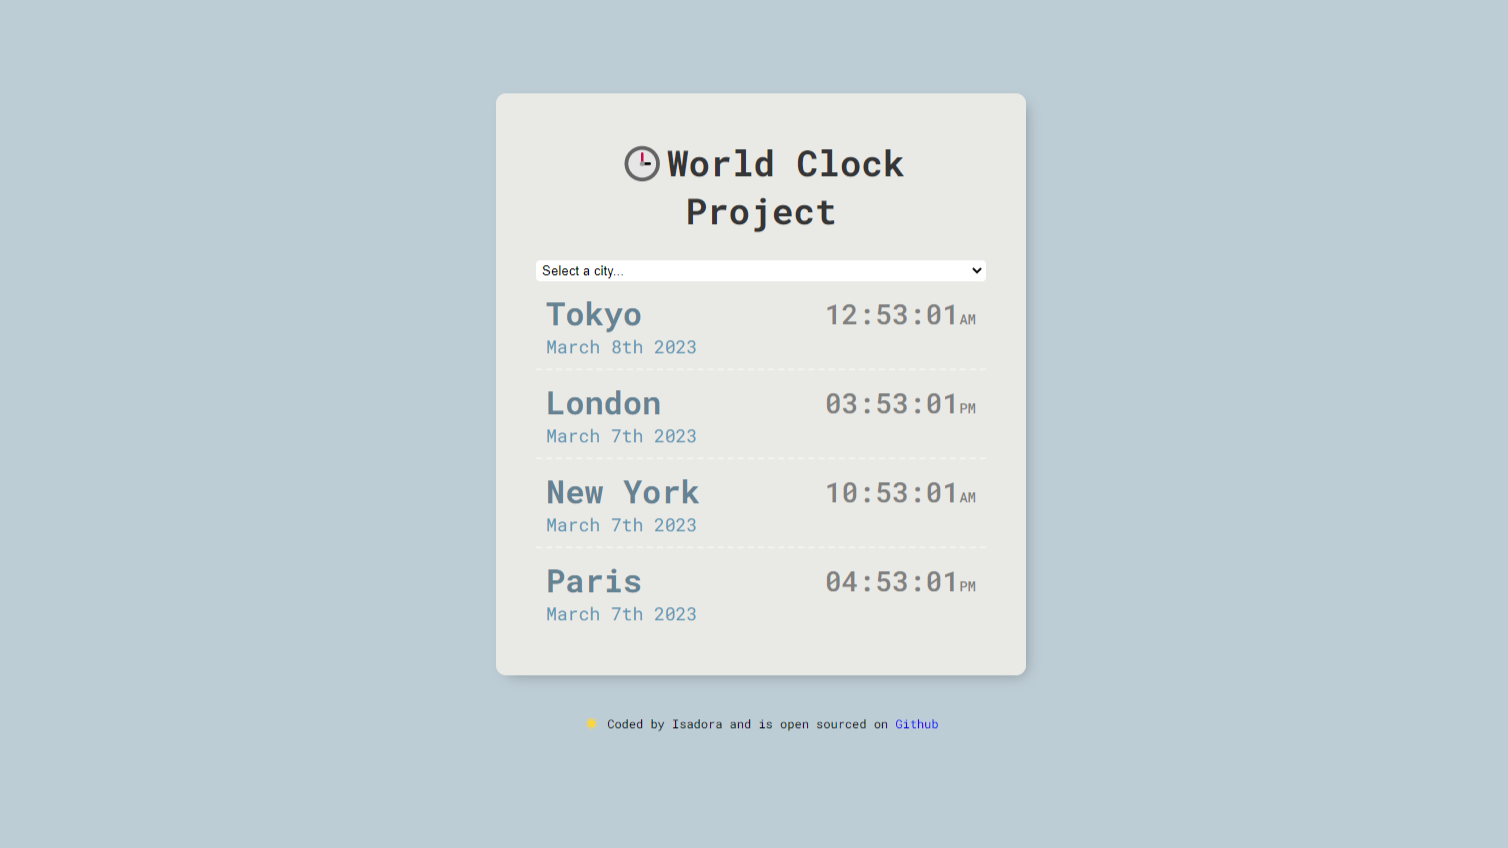 World Clock
Project
Select a city...
Tokyo 12:53:01AM
March 8th 2023
London 03:53:01PM
March 7th 2023
New York 10:53:01AM
March 7th 2023
Paris 04:53:01PM
March 7th 2023
Coded by Isadora and is open sourced on Github